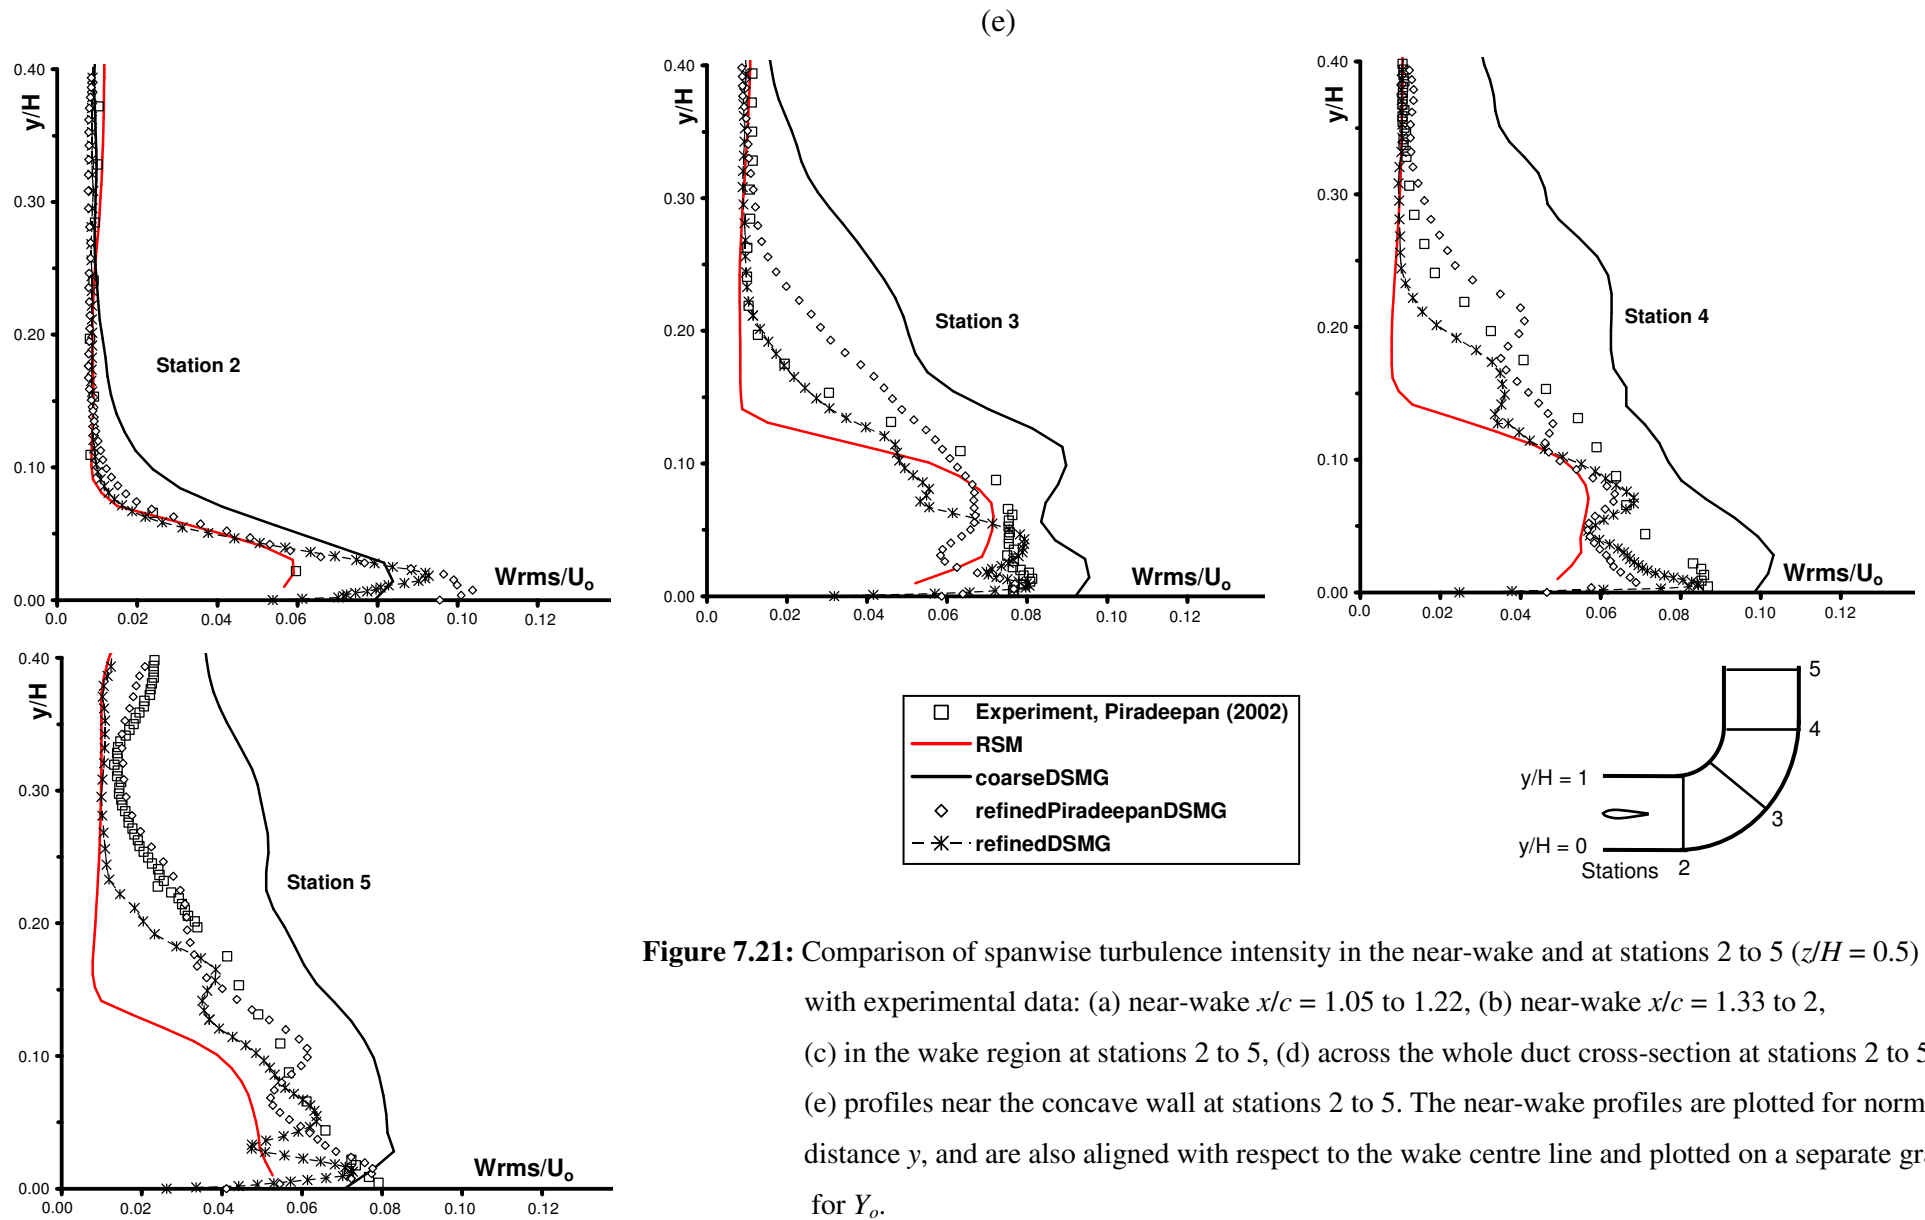 (e)
0.40
0.30
0.20
0.10
0.00
y/H
Station 2
Wrms/Uo
0.0 0.02 0.04 0.06 0.08 0.10 0.12
0.40
0.30
0.20
0.10
0.00
y/H
Station 3
Wrms/Uo
0.0 0.02 0.04 0.06 0.08 0.10 0.12
0.40
0.30
0.20
0.10
0.00
y/H
Station 4
Wrms/Uo
0.0 0.02 0.04 0.06 0.08 0.10 0.12
0.40
0.30
0.20
0.10
0.00
y/H
Station 5
Wrms/Uo
0.00 0.02 0.04 0.06 0.08 0.10 0.12
Experiment, Piradeepan (2002)
RSM
coarseDSMG
refinedPiradeepanDSMG
refinedDSMG
5
4
y/H = 1
3
y/H = 0
Stations 2
Figure 7.21: Comparison of spanwise turbulence intensity in the near-wake and at stations 2 to 5 (z/H = 0.5)
with experimental data: (a) near-wake x/c = 1.05 to 1.22, (b) near-wake x/c = 1.33 to 2,
(c) in the wake region at stations 2 to 5, (d) across the whole duct cross-section at stations 2 to 5
(e) profiles near the concave wall at stations 2 to 5. The near-wake profiles are plotted for norm
distance y, and are also aligned with respect to the wake centre line and plotted on a separate gr
for Yo.